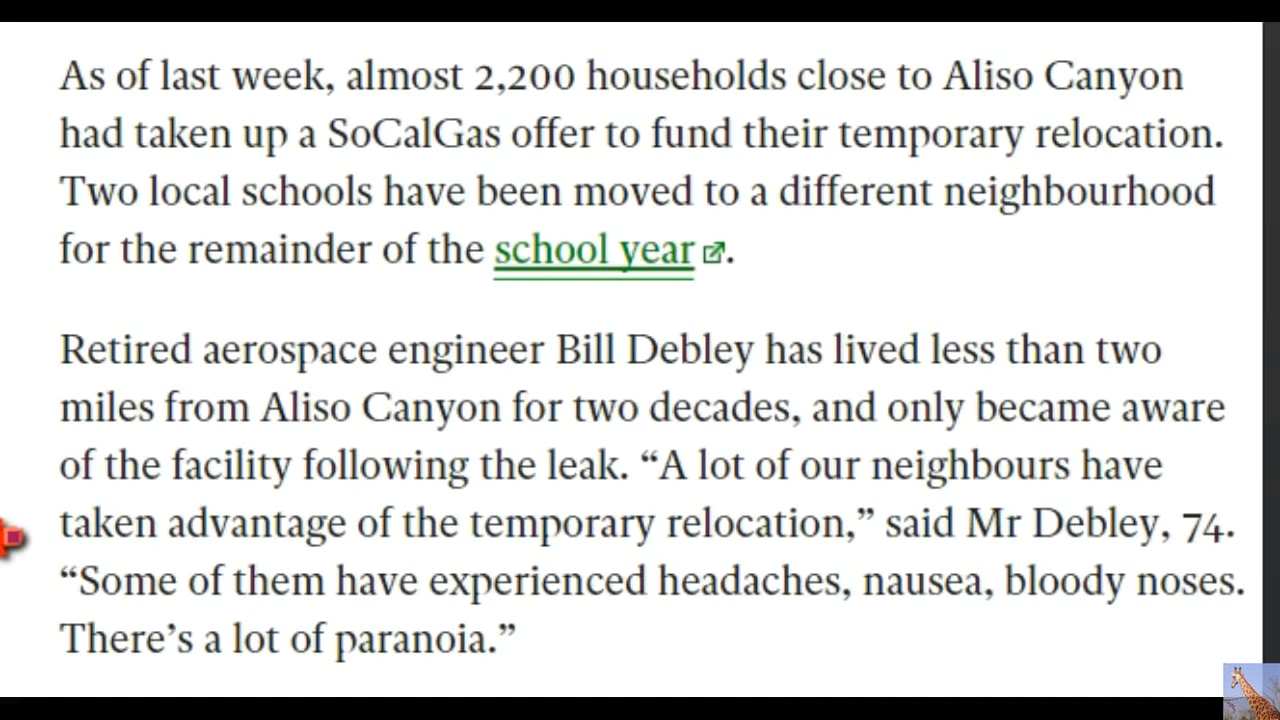 As of last week, almost 2,200 households close to Aliso Canyon
had taken up a SoCalGas offer to fund their temporary relocation.
Two local schools have been moved to a different neighbourhood
for the remainder of the school year.
Retired aerospace engineer Bill Debley has lived less than two
miles from Aliso Canyon for two decades, and only became aware
of the facility following the leak. “A lot of our neighbours have
taken advantage of the temporary relocation,” said Mr Debley, 74.
“Some of them have experienced headaches, nausea, bloody noses.
There’s a lot of paranoia.”